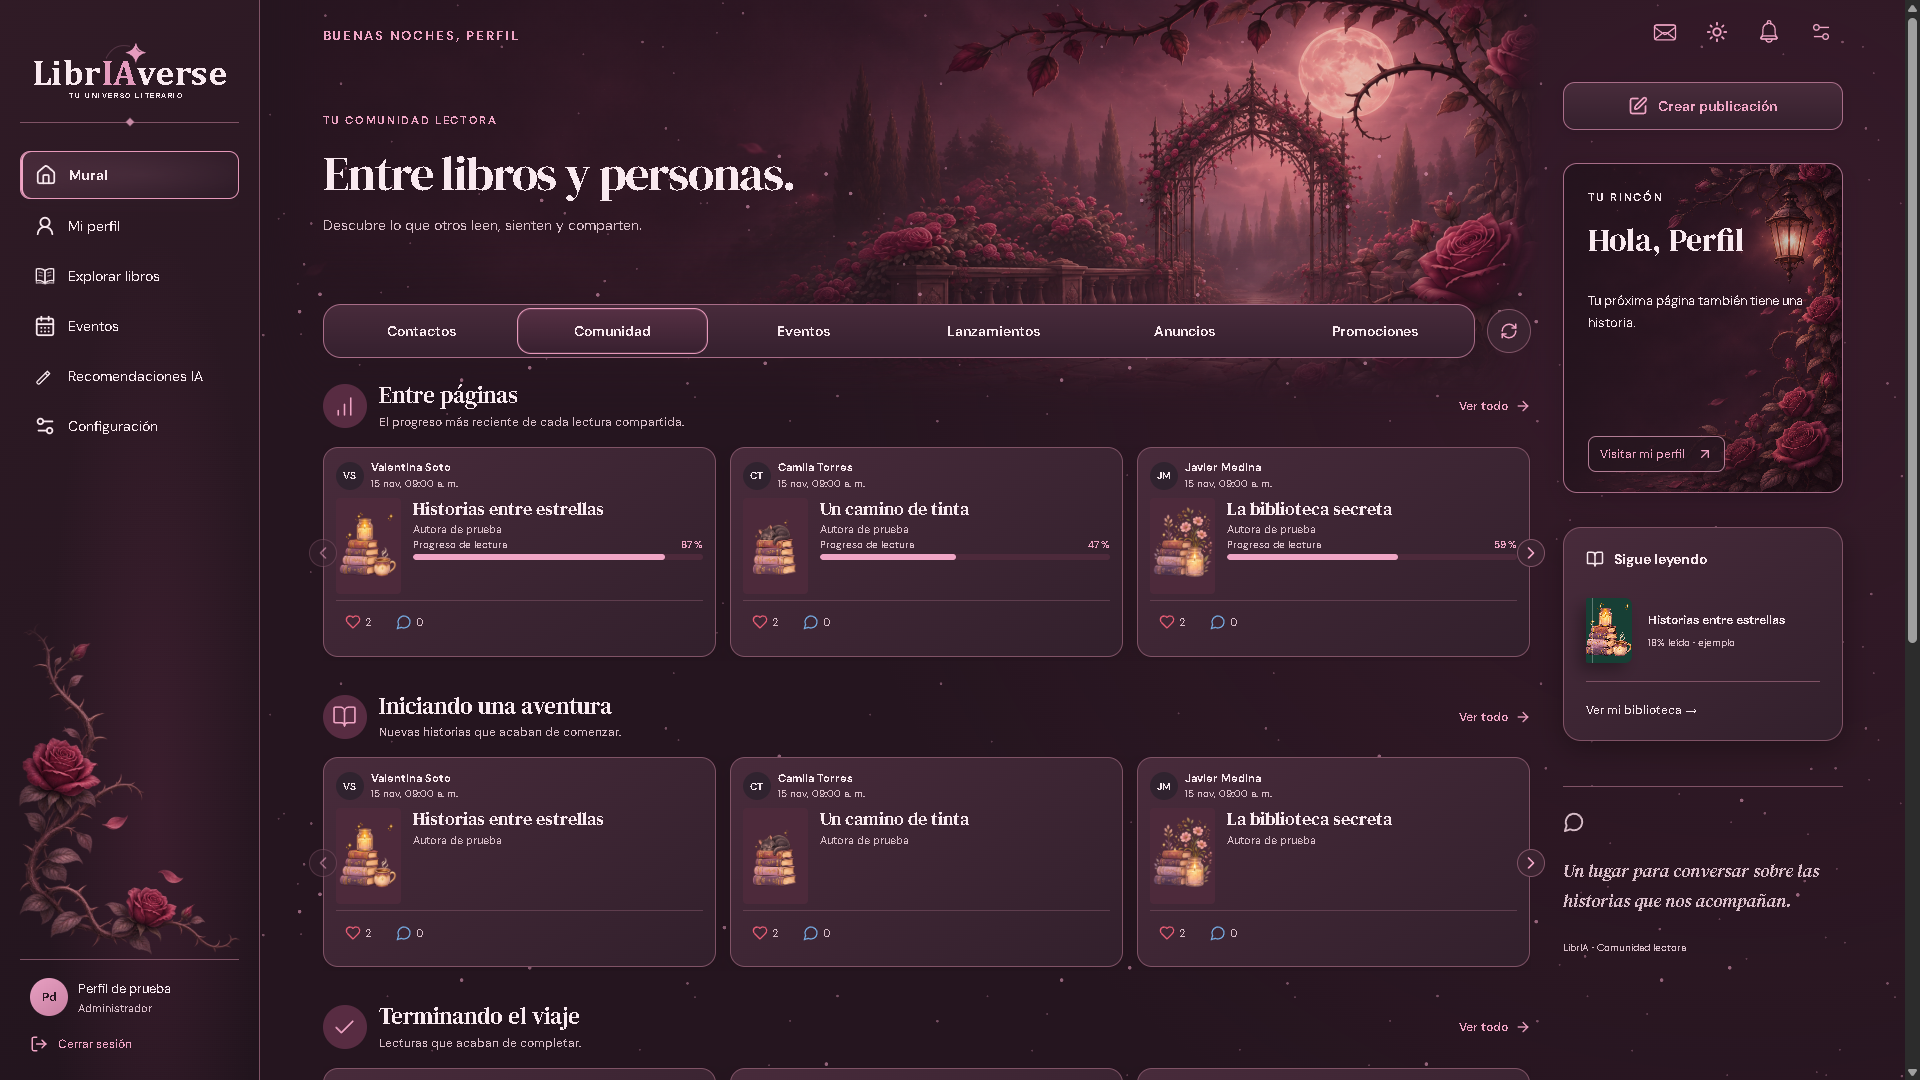 LibrIAverse
TU UNIVERSO LITERARIO
Mural
Mi perfil
Explorar libros
Eventos
Recomendaciones IA
Configuración
Pd
Perfil de prueba
Administrador
Cerrar sesión
BUENAS NOCHES, PERFIL
TU COMUNIDAD LECTORA
Entre libros y personas.
Descubre lo que otros leen, sienten y comparten.
Contactos
Comunidad
Eventos
Lanzamientos
Anuncios
Promociones
Entre páginas
El progreso más reciente de cada lectura compartida.
Ver todo
VS
Valentina Soto
15 nov, 09:00 a. m.
Historias entre estrellas
Autora de prueba
Progreso de lectura 87%
2 0
CT
Camila Torres
15 nov, 09:00 a. m.
Un camino de tinta
Autora de prueba
Progreso de lectura 47%
2 0
JM
Javier Medina
15 nov, 09:00 a. m.
La biblioteca secreta
Autora de prueba
Progreso de lectura 59%
2 0
Iniciando una aventura
Nuevas historias que acaban de comenzar.
Ver todo
VS
Valentina Soto
15 nov, 09:00 a. m.
Historias entre estrellas
Autora de prueba
2 0
CT
Camila Torres
15 nov, 09:00 a. m.
Un camino de tinta
Autora de prueba
2 0
JM
Javier Medina
15 nov, 09:00 a. m.
La biblioteca secreta
Autora de prueba
2 0
Terminando el viaje
Lecturas que acaban de completar.
Ver todo
Crear publicación
TU RINCÓN
Hola, Perfil
Tu próxima página también tiene una
historia.
Visitar mi perfil
Sigue leyendo
Historias entre estrellas
18% leído · ejemplo
Ver mi biblioteca →
Un lugar para conversar sobre las
historias que nos acompañan.
LibrIA · Comunidad lectora